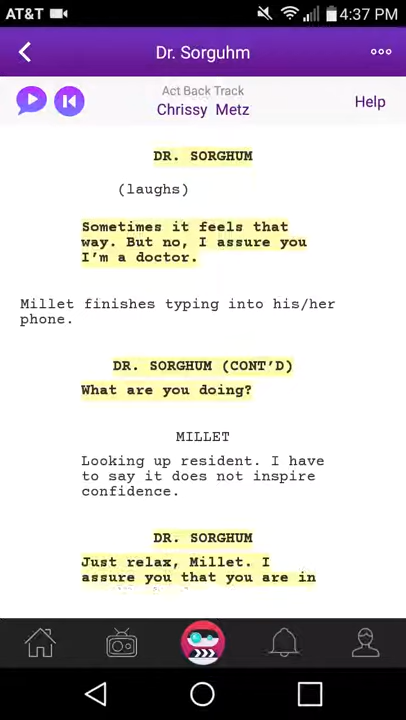 AT&T
4:37 PM
Dr. Sorguhm
Act Back Track
Chrissy Metz
Help
DR. SORGHUM
(laughs)
Sometimes it feels that
way. But no, I assure you
I'm a doctor.
Millet finishes typing into his/her
phone.
DR. SORGHUM (CONT'D)
What are you doing?
MILLET
Looking up resident. I have
to say it does not inspire
confidence.
DR. SORGHUM
Just relax, Millet. I
assure you that you are in